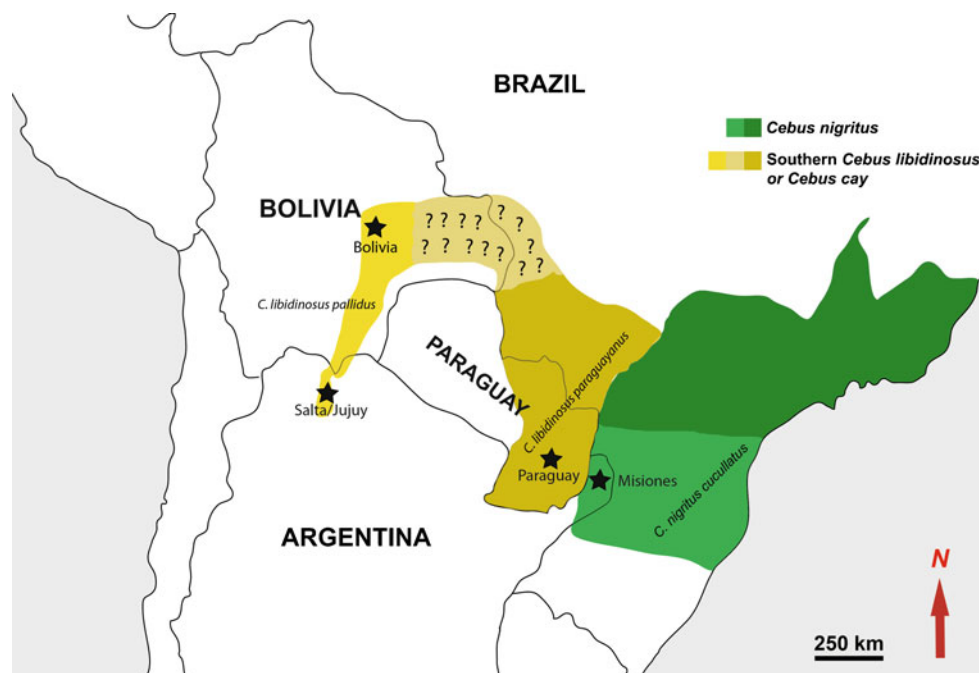 BRAZIL
Cebus nigritus
Southern Cebus libidinosus
or Cebus cay
BOLIVIA
? ? ? ? ?
? ? ? ? ? ?
? ? ? ?
Bolivia
C. libidinosus pallidus
PARAGUAY
C. libidinosus paraguayanus
Salta/Jujuy
Paraguay
Misiones
C. nigritus cucullatus
ARGENTINA
N
250 km